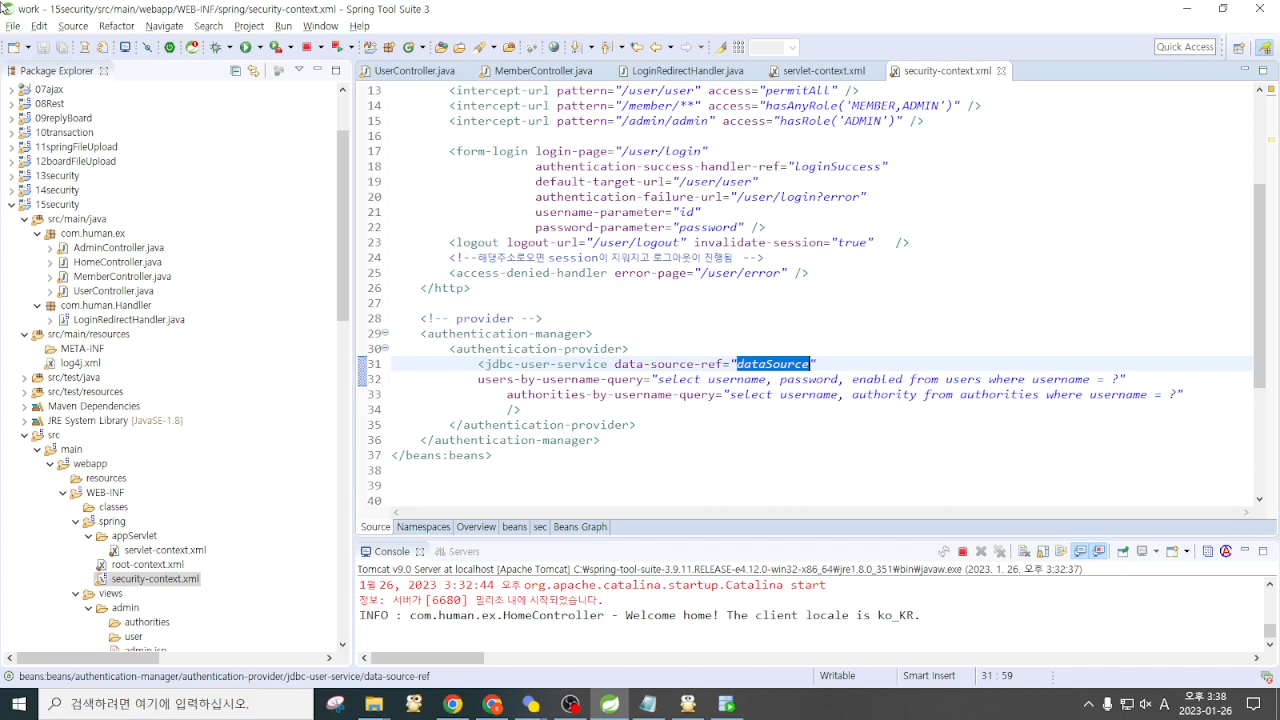 work - 15security/src/main/webapp/WEB-INF/spring/security-context.xml - Spring Tool Suite 3
File Edit Source Refactor Navigate Search Project Run Window Help
Quick Access
Package Explorer
07ajax
08Rest
09replyBoard
10transaction
11springFileUpload
12boardFileUpload
13security
14security
15security
src/main/java
com.human.ex
AdminController.java
HomeController.java
MemberController.java
UserController.java
com.human.Handller
LoginRedirectHandler.java
src/main/resources
META-INF
log4j.xml
src/test/java
src/test/resources
Maven Dependencies
JRE System Library [JavaSE-1.8]
src
main
webapp
resources
WEB-INF
classes
spring
appServlet
servlet-context.xml
root-context.xml
security-context.xml
views
admin
authorities
user
admin.jsp
UserController.java MemberController.java LoginRedirectHandler.java servlet-context.xml security-context.xml
13 <intercept-url pattern="/user/user" access="permitAll" />
14 <intercept-url pattern="/member/**" access="hasAnyRole('MEMBER,ADMIN')" />
15 <intercept-url pattern="/admin/admin" access="hasRole('ADMIN')" />
16
17 <form-login login-page="/user/login"
18 authentication-success-handler-ref="loginSuccess"
19 default-target-url="/user/user"
20 authentication-failure-url="/user/login?error"
21 username-parameter="id"
22 password-parameter="password" />
23 <logout logout-url="/user/logout" invalidate-session="true" />
24 <!--해당주소로오면 session이 지워지고 로그아웃이 진행됨 -->
25 <access-denied-handler error-page="/user/error" />
26 </http>
27
28 <!-- provider -->
29 <authentication-manager>
30 <authentication-provider>
31 <jdbc-user-service data-source-ref="dataSource"
32 users-by-username-query="select username, password, enabled from users where username = ?"
33 authorities-by-username-query="select username, authority from authorities where username = ?"
34 />
35 </authentication-provider>
36 </authentication-manager>
37 </beans:beans>
38
39
40
Source Namespaces Overview beans sec Beans Graph
Console Servers
Tomcat v9.0 Server at localhost [Apache Tomcat] C:₩spring-tool-suite-3.9.11.RELEASE-e4.12.0-win32-x86_64₩jre1.8.0_351₩bin₩javaw.exe (2023. 1. 26. 오후 3:32:37)
1월 26, 2023 3:32:44 오후 org.apache.catalina.startup.Catalina start
정보: 서버가 [6680] 밀리초 내에 시작되었습니다.
INFO : com.human.ex.HomeController - Welcome home! The client locale is ko_KR.
beans:beans/authentication-manager/authentication-provider/jdbc-user-service/data-source-ref
Writable Smart Insert 31 : 59
검색하려면 여기에 입력하십시오.
A
오후 3:38
2023-01-26